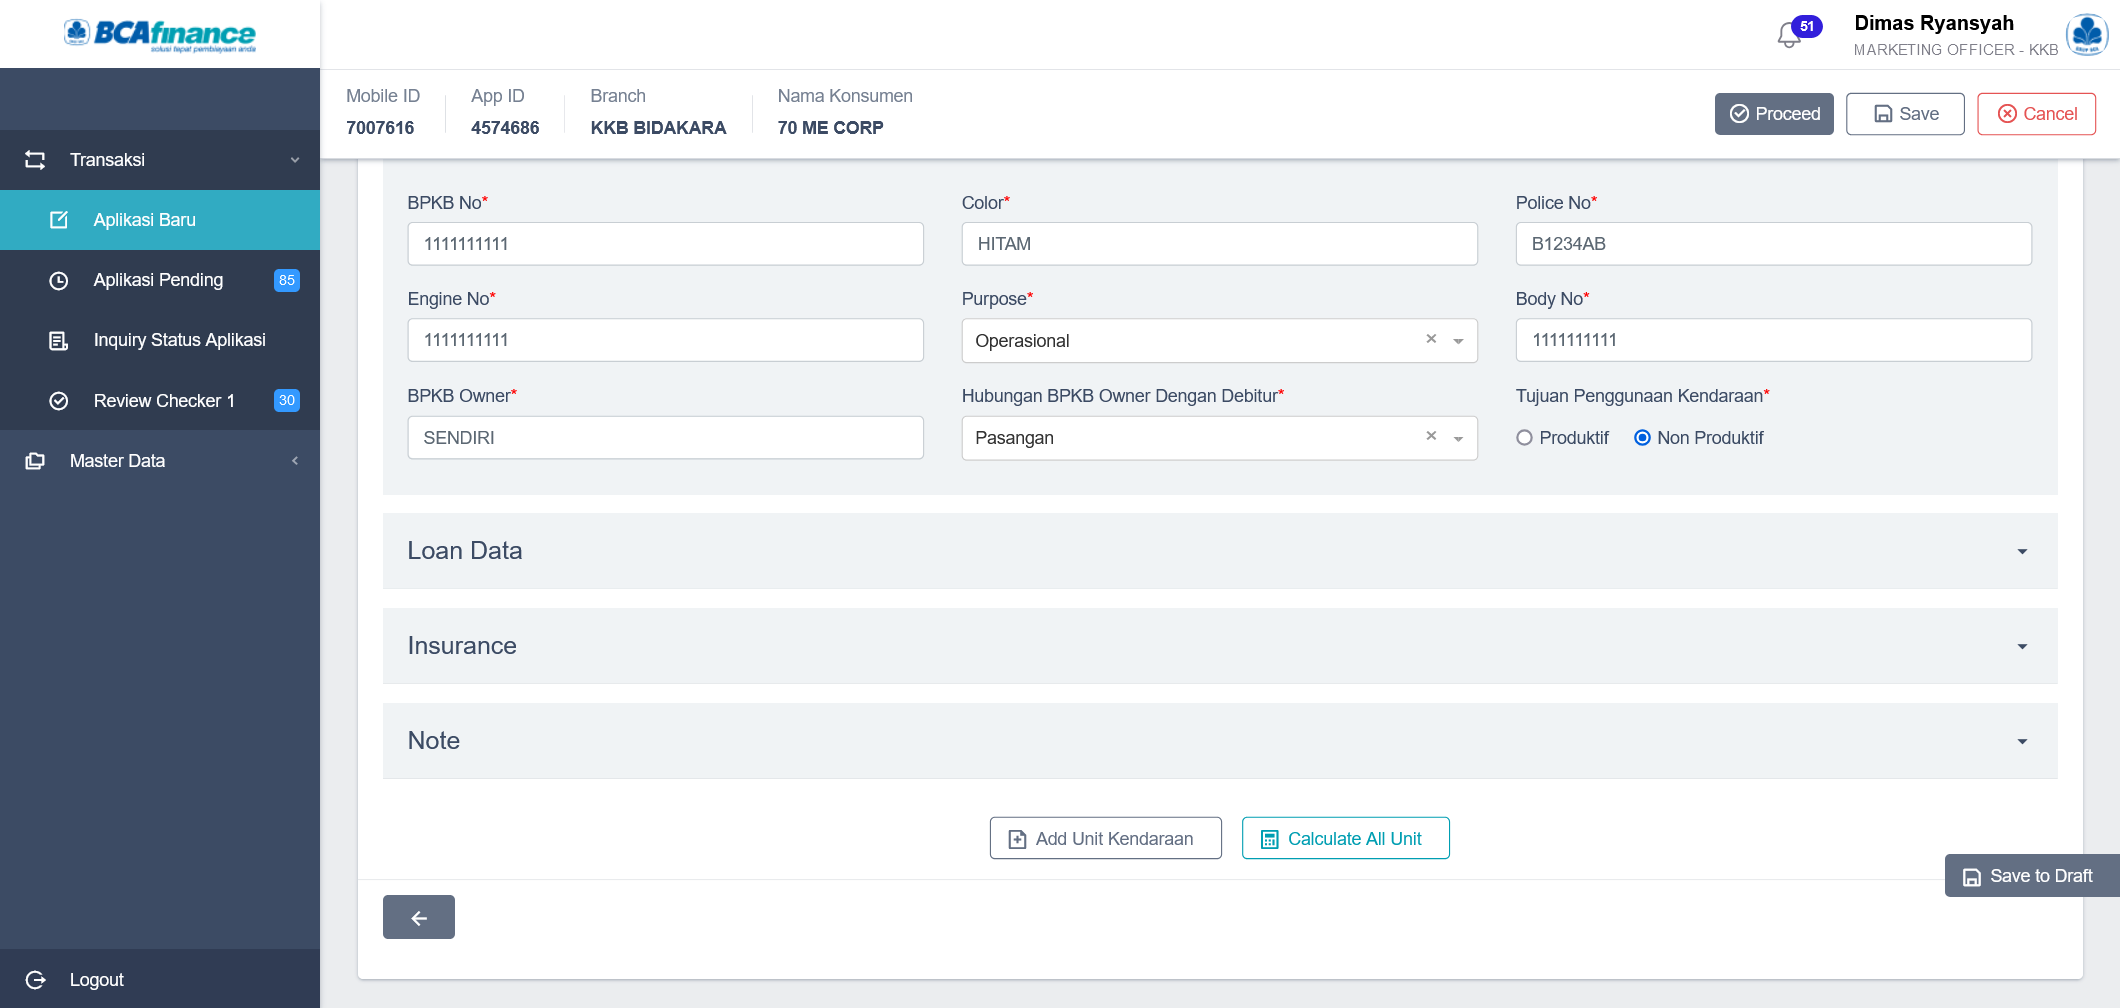 BCAfinance
solusi tepat pembiayaan anda
51
Dimas Ryansyah
MARKETING OFFICER - KKB
Mobile ID
7007616
App ID
4574686
Branch
KKB BIDAKARA
Nama Konsumen
70 ME CORP
Proceed
Save
Cancel
Transaksi
Aplikasi Baru
Aplikasi Pending 85
Inquiry Status Aplikasi
Review Checker 1 30
Master Data
Logout
BPKB No*
1111111111
Color*
HITAM
Police No*
B1234AB
Engine No*
1111111111
Purpose*
Operasional
Body No*
1111111111
BPKB Owner*
SENDIRI
Hubungan BPKB Owner Dengan Debitur*
Pasangan
Tujuan Penggunaan Kendaraan*
Produktif Non Produktif
Loan Data
Insurance
Note
Add Unit Kendaraan
Calculate All Unit
Save to Draft